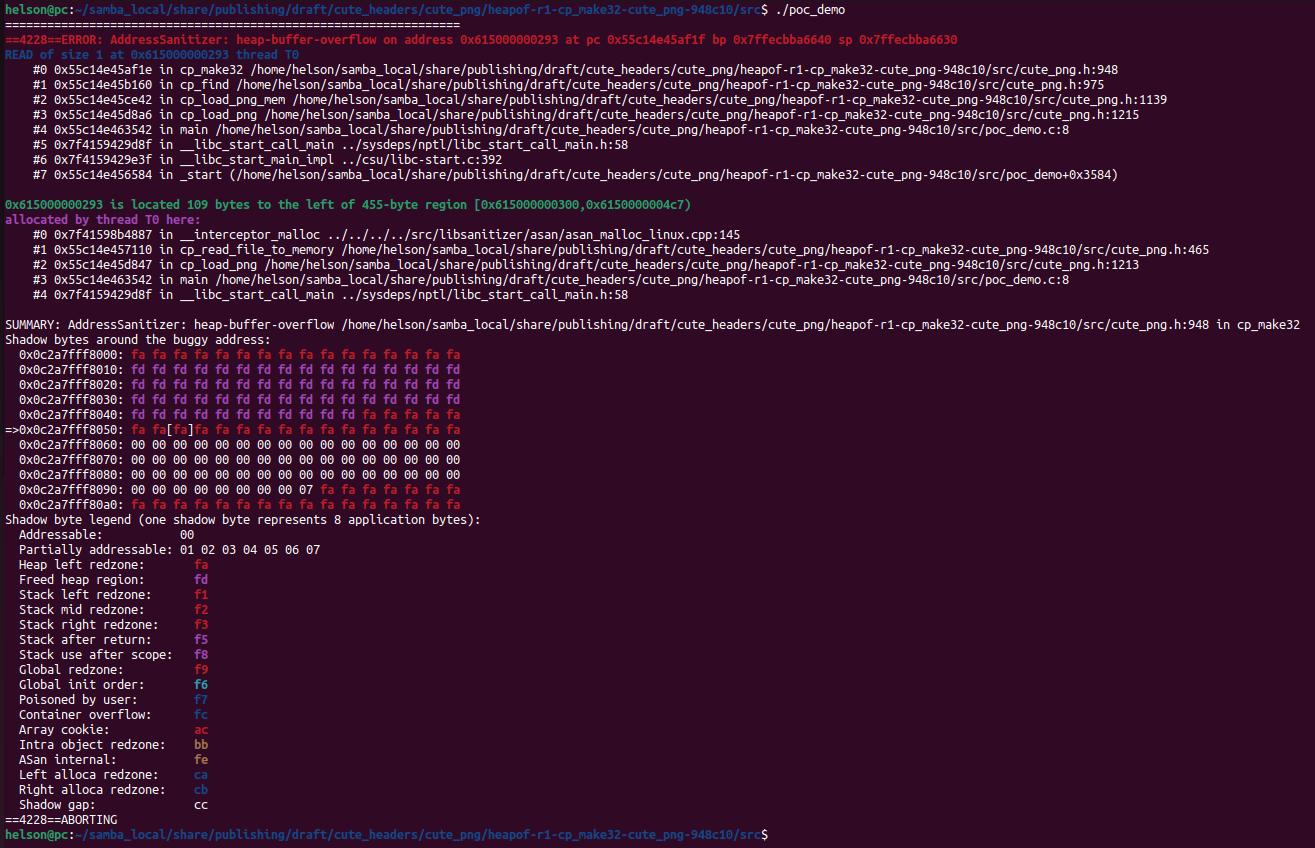 helson@pc:~/samba_local/share/publishing/draft/cute_headers/cute_png/heapof-r1-cp_make32-cute_png-948c10/src$ ./poc_demo
=================================================================
==4228==ERROR: AddressSanitizer: heap-buffer-overflow on address 0x615000000293 at pc 0x55c14e45af1f bp 0x7ffecbba6640 sp 0x7ffecbba6630
READ of size 1 at 0x615000000293 thread T0
    #0 0x55c14e45af1e in cp_make32 /home/helson/samba_local/share/publishing/draft/cute_headers/cute_png/heapof-r1-cp_make32-cute_png-948c10/src/cute_png.h:948
    #1 0x55c14e45b160 in cp_find /home/helson/samba_local/share/publishing/draft/cute_headers/cute_png/heapof-r1-cp_make32-cute_png-948c10/src/cute_png.h:975
    #2 0x55c14e45ce42 in cp_load_png_mem /home/helson/samba_local/share/publishing/draft/cute_headers/cute_png/heapof-r1-cp_make32-cute_png-948c10/src/cute_png.h:1139
    #3 0x55c14e45d8a6 in cp_load_png /home/helson/samba_local/share/publishing/draft/cute_headers/cute_png/heapof-r1-cp_make32-cute_png-948c10/src/cute_png.h:1215
    #4 0x55c14e463542 in main /home/helson/samba_local/share/publishing/draft/cute_headers/cute_png/heapof-r1-cp_make32-cute_png-948c10/src/poc_demo.c:8
    #5 0x7f4159429d8f in __libc_start_call_main ../sysdeps/nptl/libc_start_call_main.h:58
    #6 0x7f4159429e3f in __libc_start_main_impl ../csu/libc-start.c:392
    #7 0x55c14e456584 in _start (/home/helson/samba_local/share/publishing/draft/cute_headers/cute_png/heapof-r1-cp_make32-cute_png-948c10/src/poc_demo+0x3584)

0x615000000293 is located 109 bytes to the left of 455-byte region [0x615000000300,0x6150000004c7)
allocated by thread T0 here:
    #0 0x7f41598b4887 in __interceptor_malloc ../../../../src/libsanitizer/asan/asan_malloc_linux.cpp:145
    #1 0x55c14e457110 in cp_read_file_to_memory /home/helson/samba_local/share/publishing/draft/cute_headers/cute_png/heapof-r1-cp_make32-cute_png-948c10/src/cute_png.h:465
    #2 0x55c14e45d847 in cp_load_png /home/helson/samba_local/share/publishing/draft/cute_headers/cute_png/heapof-r1-cp_make32-cute_png-948c10/src/cute_png.h:1213
    #3 0x55c14e463542 in main /home/helson/samba_local/share/publishing/draft/cute_headers/cute_png/heapof-r1-cp_make32-cute_png-948c10/src/poc_demo.c:8
    #4 0x7f4159429d8f in __libc_start_call_main ../sysdeps/nptl/libc_start_call_main.h:58

SUMMARY: AddressSanitizer: heap-buffer-overflow /home/helson/samba_local/share/publishing/draft/cute_headers/cute_png/heapof-r1-cp_make32-cute_png-948c10/src/cute_png.h:948 in cp_make32
Shadow bytes around the buggy address:
  0x0c2a7fff8000: fa fa fa fa fa fa fa fa fa fa fa fa fa fa fa fa
  0x0c2a7fff8010: fd fd fd fd fd fd fd fd fd fd fd fd fd fd fd fd
  0x0c2a7fff8020: fd fd fd fd fd fd fd fd fd fd fd fd fd fd fd fd
  0x0c2a7fff8030: fd fd fd fd fd fd fd fd fd fd fd fd fd fd fd fd
  0x0c2a7fff8040: fd fd fd fd fd fd fd fd fd fd fd fa fa fa fa fa
=>0x0c2a7fff8050: fa fa[fa]fa fa fa fa fa fa fa fa fa fa fa fa fa
  0x0c2a7fff8060: 00 00 00 00 00 00 00 00 00 00 00 00 00 00 00 00
  0x0c2a7fff8070: 00 00 00 00 00 00 00 00 00 00 00 00 00 00 00 00
  0x0c2a7fff8080: 00 00 00 00 00 00 00 00 00 00 00 00 00 00 00 00
  0x0c2a7fff8090: 00 00 00 00 00 00 00 00 07 fa fa fa fa fa fa fa
  0x0c2a7fff80a0: fa fa fa fa fa fa fa fa fa fa fa fa fa fa fa fa
Shadow byte legend (one shadow byte represents 8 application bytes):
  Addressable:           00
  Partially addressable: 01 02 03 04 05 06 07
  Heap left redzone:       fa
  Freed heap region:       fd
  Stack left redzone:      f1
  Stack mid redzone:       f2
  Stack right redzone:     f3
  Stack after return:      f5
  Stack use after scope:   f8
  Global redzone:          f9
  Global init order:       f6
  Poisoned by user:        f7
  Container overflow:      fc
  Array cookie:            ac
  Intra object redzone:    bb
  ASan internal:           fe
  Left alloca redzone:     ca
  Right alloca redzone:    cb
  Shadow gap:              cc
==4228==ABORTING
helson@pc:~/samba_local/share/publishing/draft/cute_headers/cute_png/heapof-r1-cp_make32-cute_png-948c10/src$